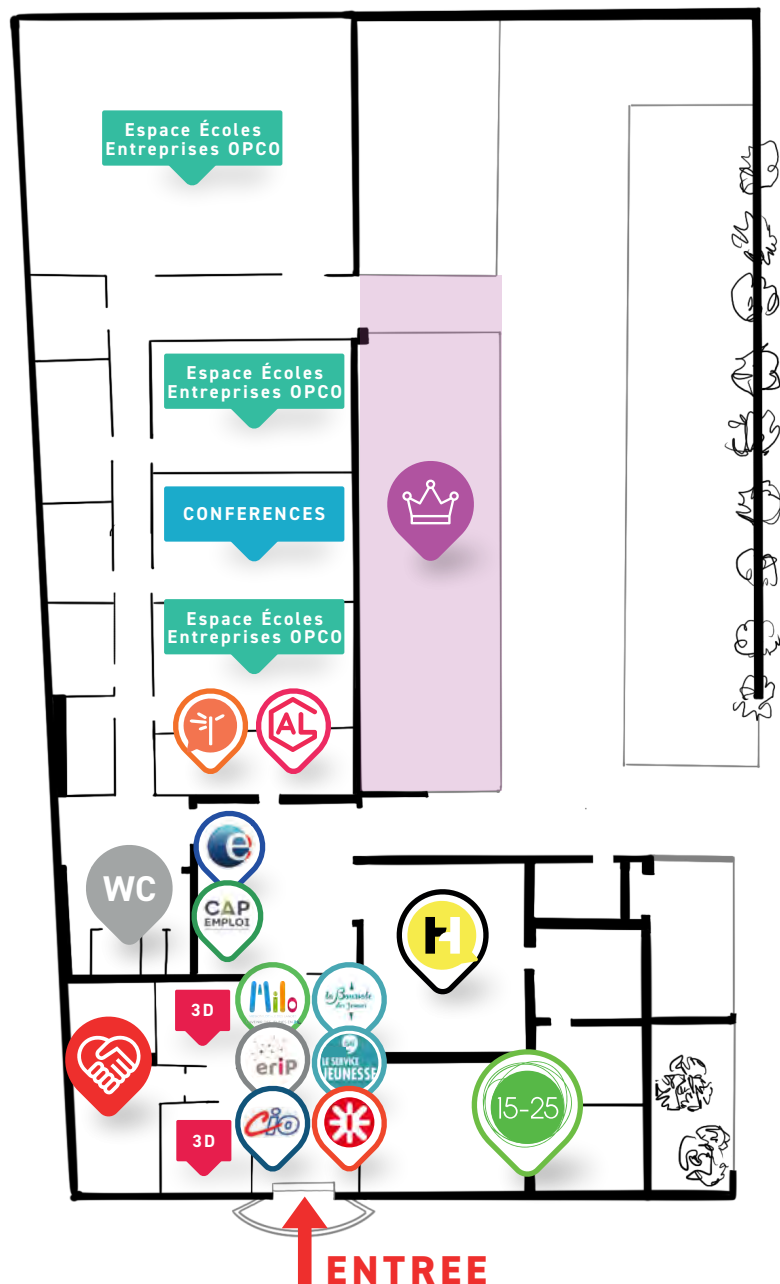 Espace Écoles
Entreprises OPCO
Espace Écoles
Entreprises OPCO
CONFERENCES
Espace Écoles
Entreprises OPCO
AL
e
WC
CAP
EMPLOI
H
3D
Milo
la Boussole
des Jeunes
eriP
LE SERVICE
JEUNESSE
15-25
3D
Cio
ENTREE